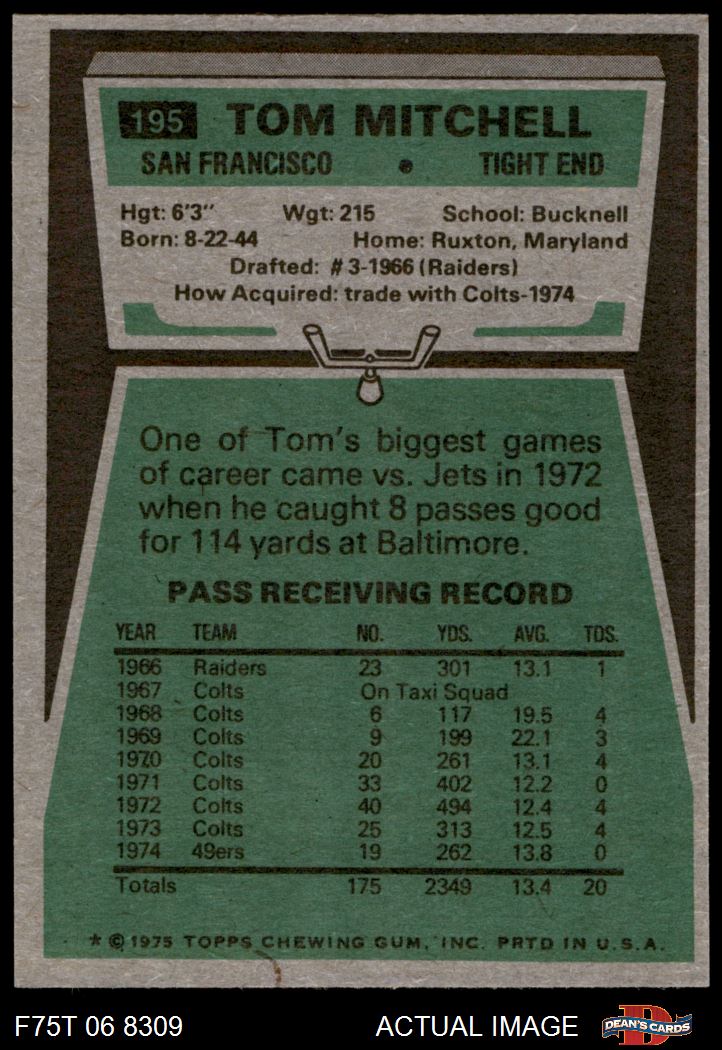 195 TOM MITCHELL
SAN FRANCISCO • TIGHT END
Hgt: 6'3" Wgt: 215 School: Bucknell
Born: 8-22-44 Home: Ruxton, Maryland
Drafted: #3-1966 (Raiders)
How Acquired: trade with Colts-1974
One of Tom's biggest games
of career came vs. Jets in 1972
when he caught 8 passes good
for 114 yards at Baltimore.
PASS RECEIVING RECORD
YEAR TEAM NO. YDS. AVG. TDS.
1966 Raiders 23 301 13.1 1
1967 Colts On Taxi Squad
1968 Colts 6 117 19.5 4
1969 Colts 9 199 22.1 3
1970 Colts 20 261 13.1 4
1971 Colts 33 402 12.2 0
1972 Colts 40 494 12.4 4
1973 Colts 25 313 12.5 4
1974 49ers 19 262 13.8 0
Totals 175 2349 13.4 20
* © 1975 TOPPS CHEWING GUM, INC. PRTD IN U.S.A.
F75T 06 8309 ACTUAL IMAGE D DEAN'S CARDS